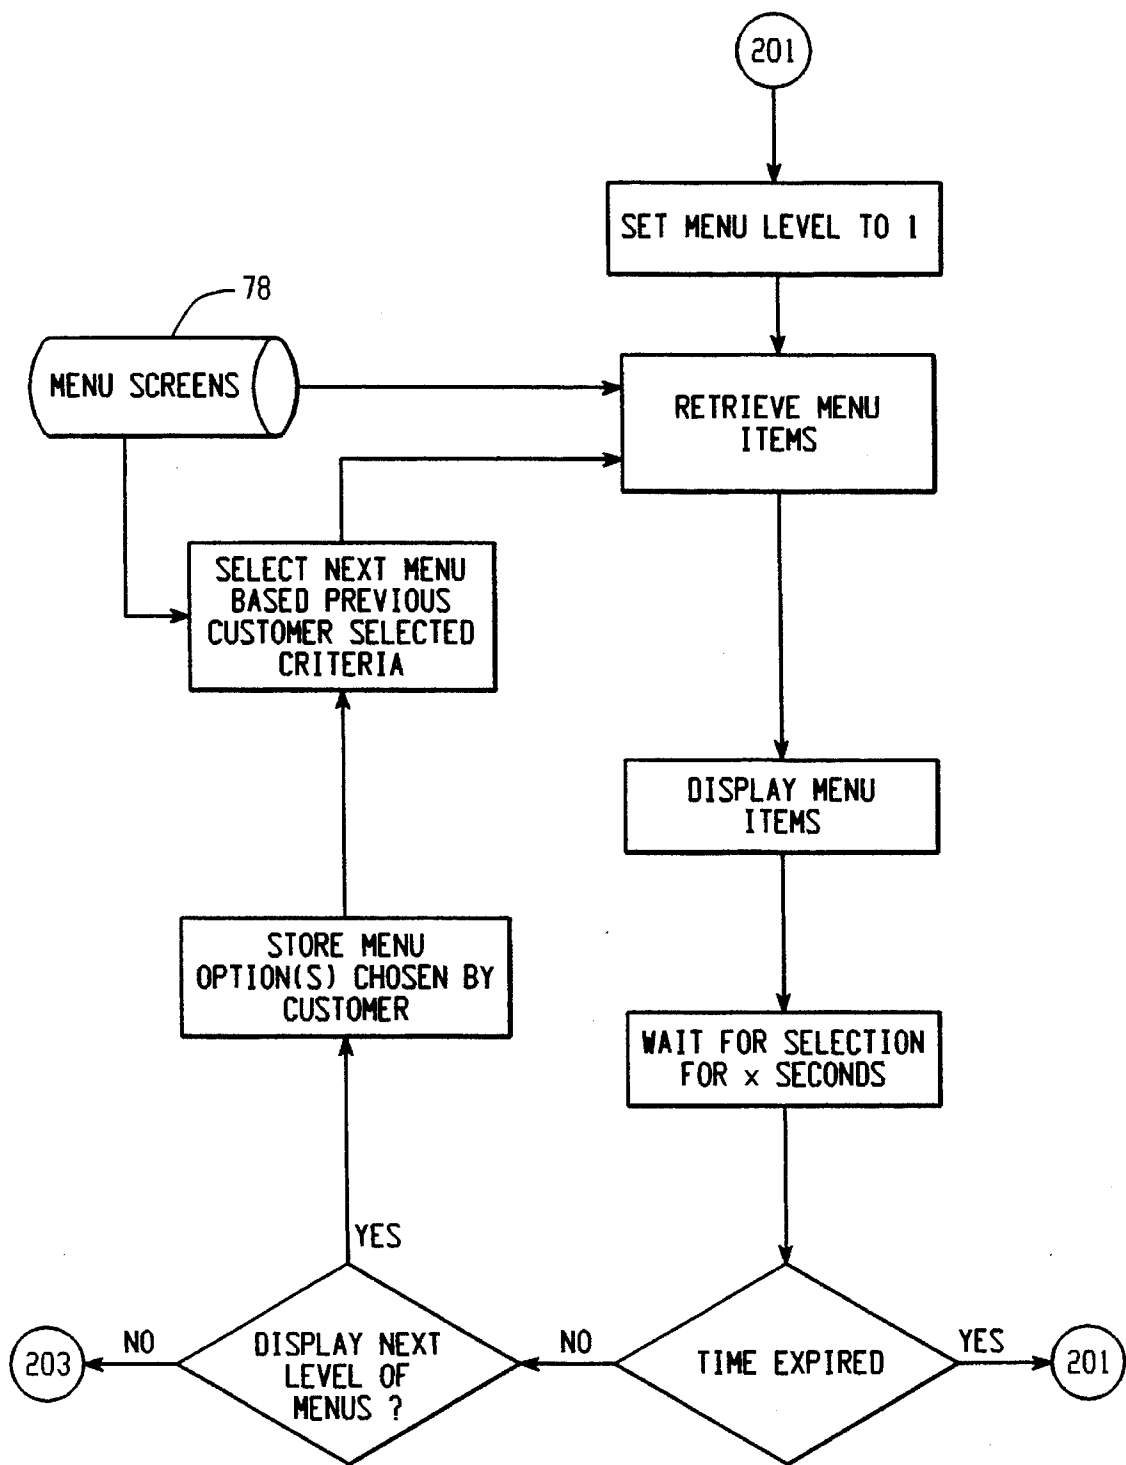 201
SET MENU LEVEL TO 1
78
MENU SCREENS
RETRIEVE MENU
ITEMS
SELECT NEXT MENU
BASED PREVIOUS
CUSTOMER SELECTED
CRITERIA
DISPLAY MENU
ITEMS
STORE MENU
OPTION(S) CHOSEN BY
CUSTOMER
WAIT FOR SELECTION
FOR x SECONDS
YES
NO
203
DISPLAY NEXT
LEVEL OF
MENUS ?
NO
TIME EXPIRED
YES
201